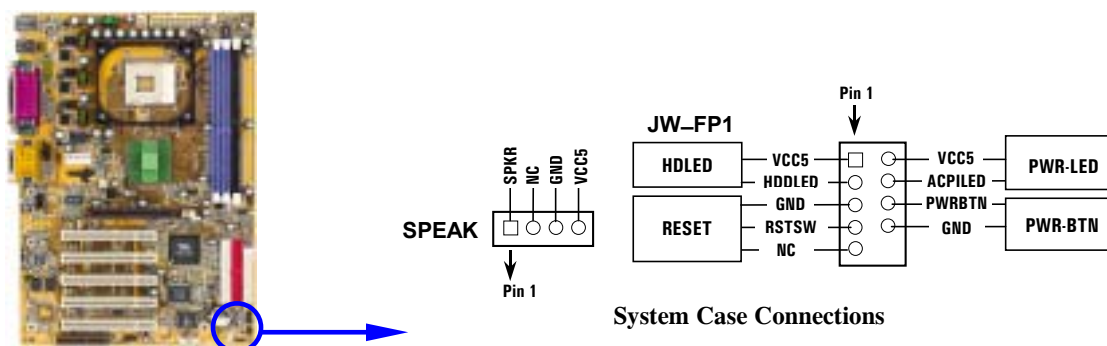 SPKR
NC
GND
VCC5
SPEAK
Pin 1
Pin 1
JW–FP1
HDLED
VCC5
HDDLED
RESET
GND
RSTSW
NC
VCC5
ACPILED
PWR-LED
PWRBTN
GND
PWR-BTN
System Case Connections